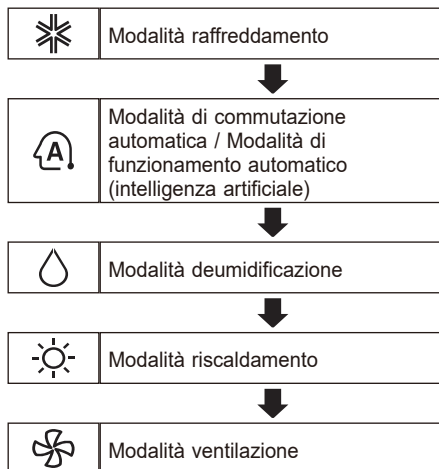 Modalità raffreddamento
Modalità di commutazione
automatica / Modalità di
funzionamento automatico
(intelligenza artificiale)
A
Modalità deumidificazione
Modalità riscaldamento
Modalità ventilazione